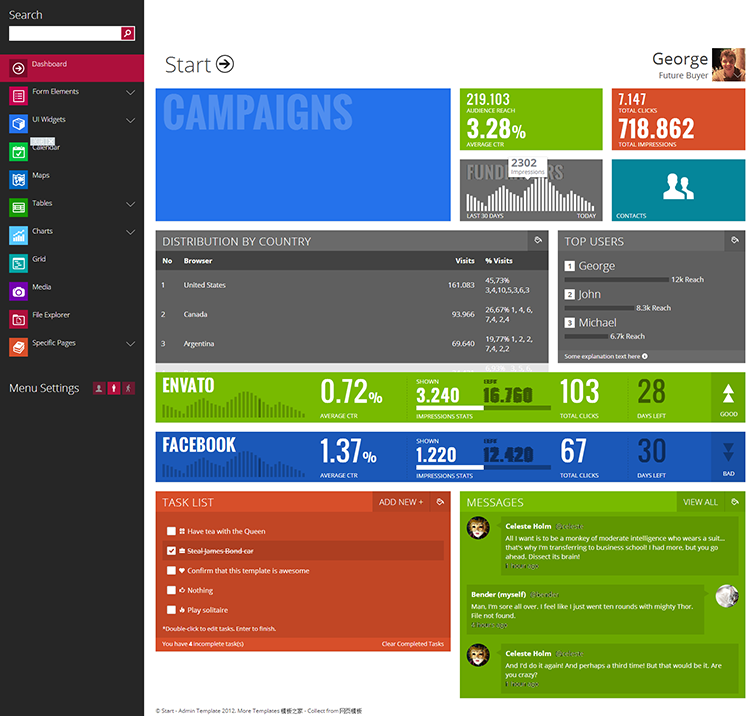 Search
Dashboard
Form Elements
UI Widgets
Calendar
Maps
Tables
Charts
Grid
Media
File Explorer
Specific Pages
Menu Settings
Start
George
Future Buyer
CAMPAIGNS
219.103
AUDIENCE REACH
3.28%
AVERAGE CTR
7.147
TOTAL CLICKS
718.862
TOTAL IMPRESSIONS
2302
Impressions
LAST 30 DAYS
TODAY
CONTACTS
DISTRIBUTION BY COUNTRY
No Browser Visits % Visits
1 United States 161.083 45,73% 3,4,10,5,3,6,3
2 Canada 93.966 26,67% 1, 4, 6, 7,4, 2,4
3 Argentina 69.640 19,77% 1, 2, 2, 7,4, 2,2
TOP USERS
1 George
12k Reach
2 John
8.3k Reach
3 Michael
6.7k Reach
Some explanation text here
ENVATO
0.72%
AVERAGE CTR
SHOWN
3.240
16.760
IMPRESSIONS STATS
103
TOTAL CLICKS
28
DAYS LEFT
GOOD
FACEBOOK
1.37%
AVERAGE CTR
SHOWN
1.220
12.420
IMPRESSIONS STATS
67
TOTAL CLICKS
30
DAYS LEFT
BAD
TASK LIST
ADD NEW +
Have tea with the Queen
Steal James Bond car
Confirm that this template is awesome
Nothing
Play solitaire
*Double-click to edit tasks. Enter to finish.
You have 4 incomplete task(s)
Clear Completed Tasks
MESSAGES
VIEW ALL
Celeste Holm @celeste
All I want is to be a monkey of moderate intelligence who wears a suit...
that's why I'm transferring to business school! I had more, but you go
ahead. Dissect its brain!
1 hour ago
Bender (myself) @bender
Man, I'm sore all over. I feel like I just went ten rounds with mighty Thor.
File not found.
hour ago
Celeste Holm @celeste
And I'd do it again! And perhaps a third time! But that would be it. Are
you crazy?
hour ago
© Start - Admin Template 2012. More Templates 模板之家 - Collect from 网页模板